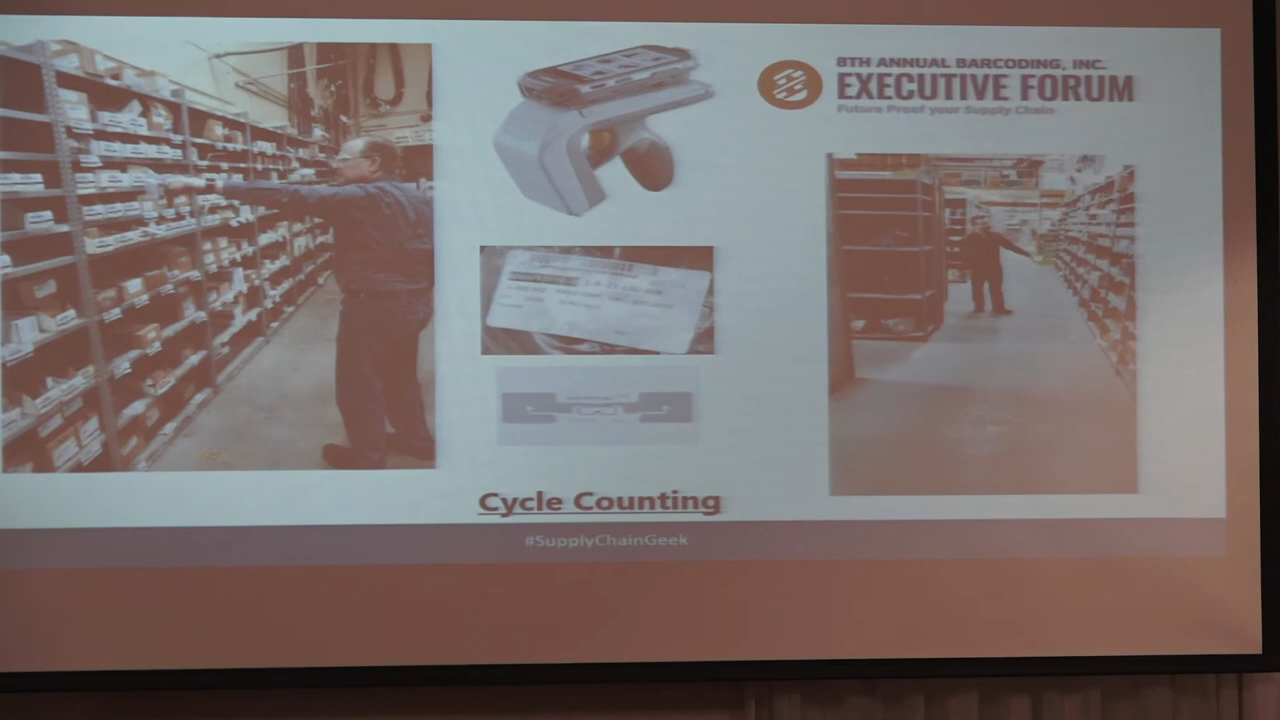 8TH ANNUAL BARCODING, INC.
EXECUTIVE FORUM
Future Proof your Supply Chain
Cycle Counting
#SupplyChainGeek